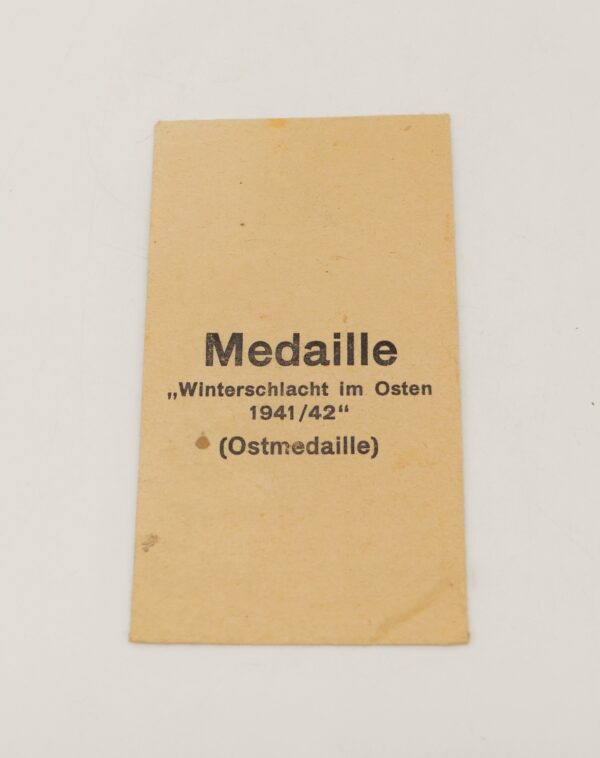 Medaille
„Winterschlacht im Osten
1941/42“
(Ostmedaille)